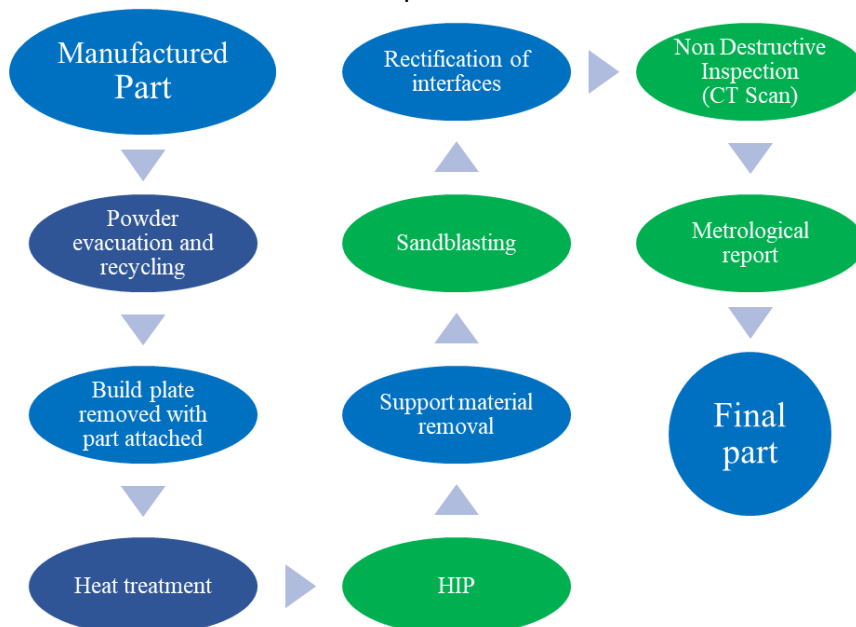 Manufactured
Part
Powder
evacuation and
recycling
Build plate
removed with
part attached
Heat treatment
HIP
Support material
removal
Sandblasting
Rectification of
interfaces
Non Destructive
Inspection
(CT Scan)
Metrological
report
Final
part